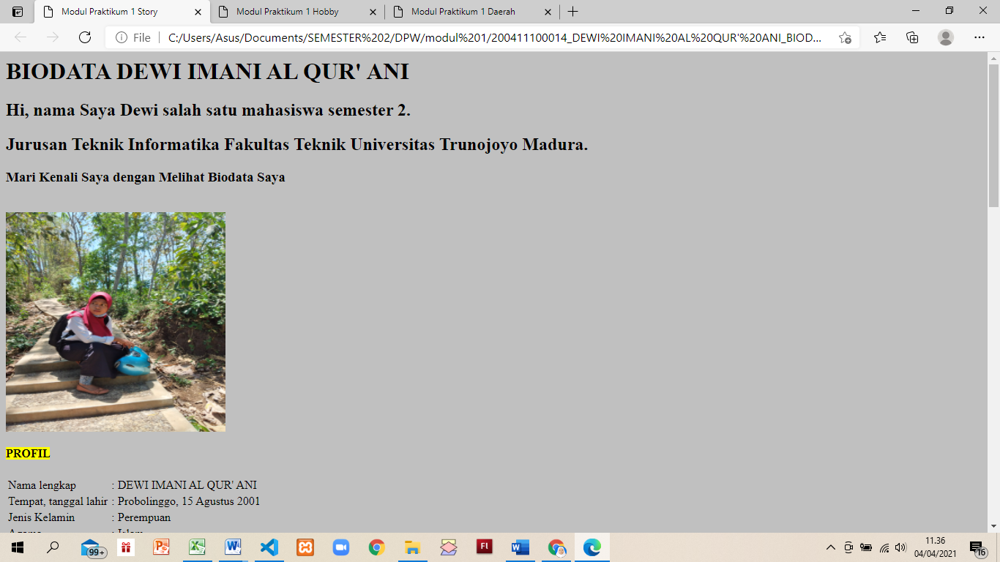 Modul Praktikum 1 Story
Modul Praktikum 1 Hobby
Modul Praktikum 1 Daerah
File
C:/Users/Asus/Documents/SEMESTER%202/DPW/modul%201/200411100014_DEWI%20IMANI%20AL%20QUR'%20ANI_BIOD...
BIODATA DEWI IMANI AL QUR' ANI
Hi, nama Saya Dewi salah satu mahasiswa semester 2.
Jurusan Teknik Informatika Fakultas Teknik Universitas Trunojoyo Madura.
Mari Kenali Saya dengan Melihat Biodata Saya
PROFIL
Nama lengkap : DEWI IMANI AL QUR' ANI
Tempat, tanggal lahir : Probolinggo, 15 Agustus 2001
Jenis Kelamin : Perempuan
Agama : Islam
99+
Fl
11.36
04/04/2021
16